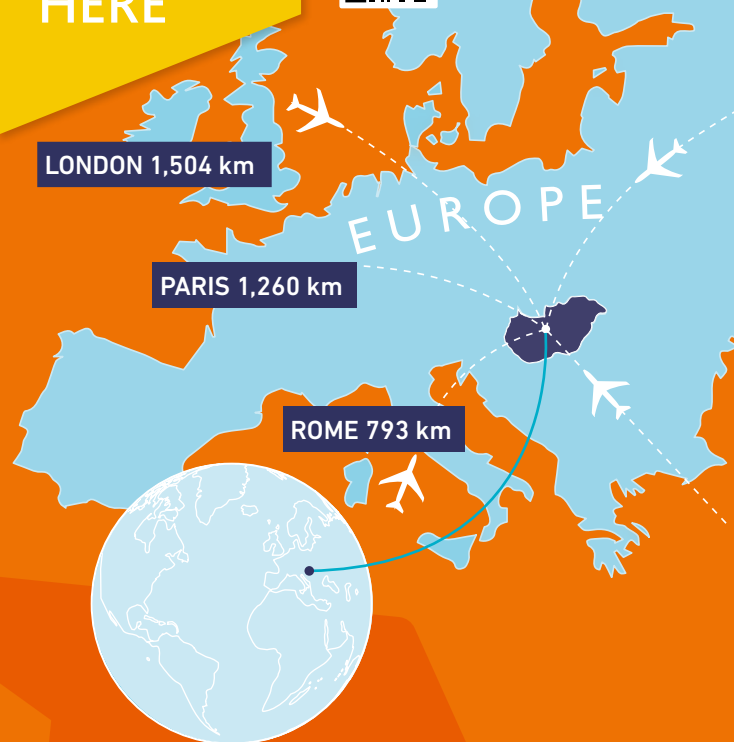 HERE
LONDON 1,504 km
EUROPE
PARIS 1,260 km
ROME 793 km